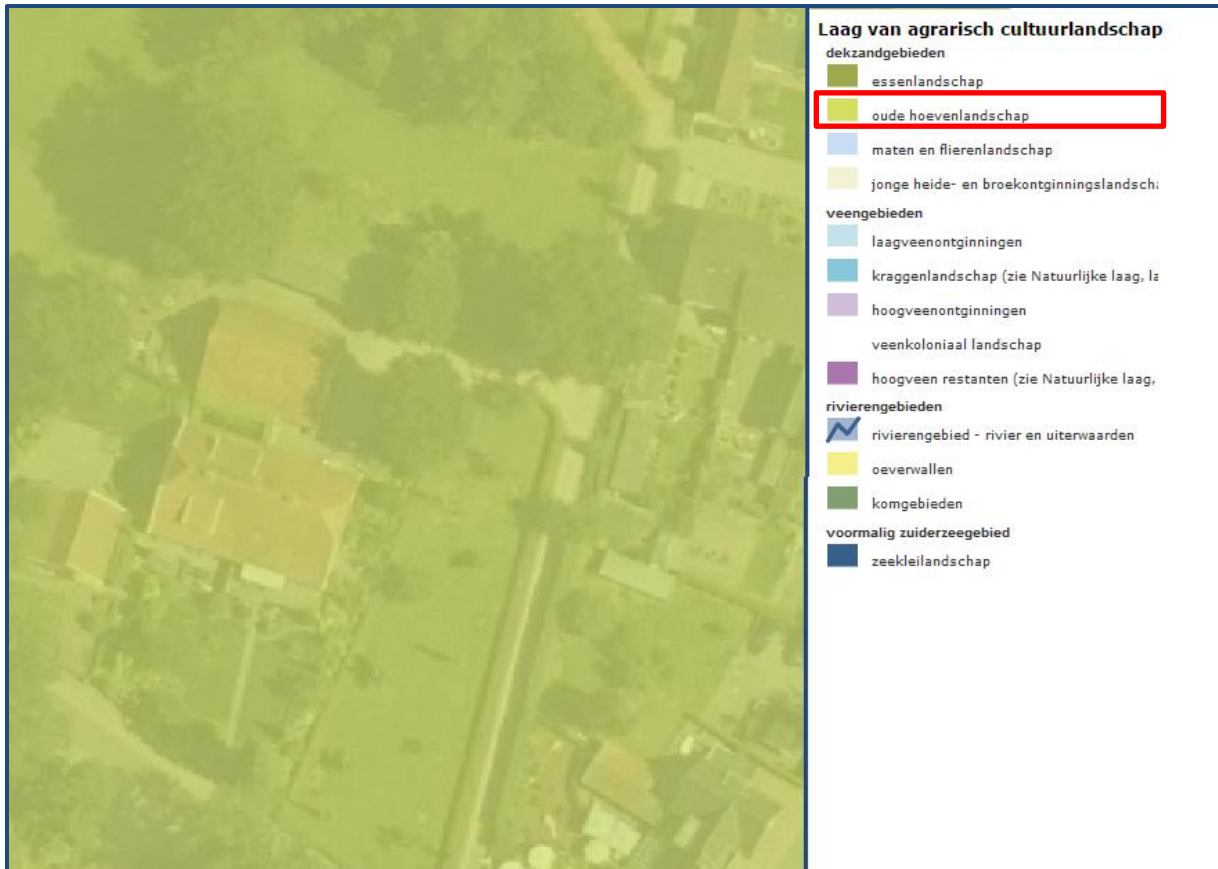 Laag van agrarisch cultuurlandschap
dekzandgebieden
essenlandschap
oude hoevenlandschap
maten en flierenlandschap
jonge heide- en broekontginningslandscha
veengebieden
laagveenontginningen
kraggenlandschap (zie Natuurlijke laag, la
hoogveenontginningen
veenkoloniaal landschap
hoogveen restanten (zie Natuurlijke laag,
rivierengebieden
rivierengebied - rivier en uiterwaarden
oeverwallen
komgebieden
voormalig zuiderzeegebied
zeekleilandschap